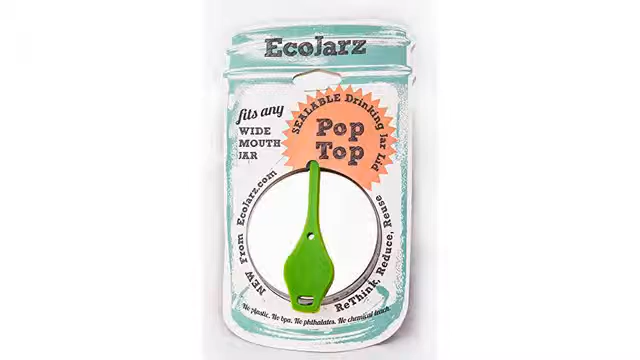 EcoJarz
fits any
WIDE
MOUTH
JAR
SEALABLE Drinking Jar Lid
Pop
Top
NEW From EcoJarz.com
ReThink, Reduce, Reuse
No plastic. No bpa. No phthalates. No chemical leach.